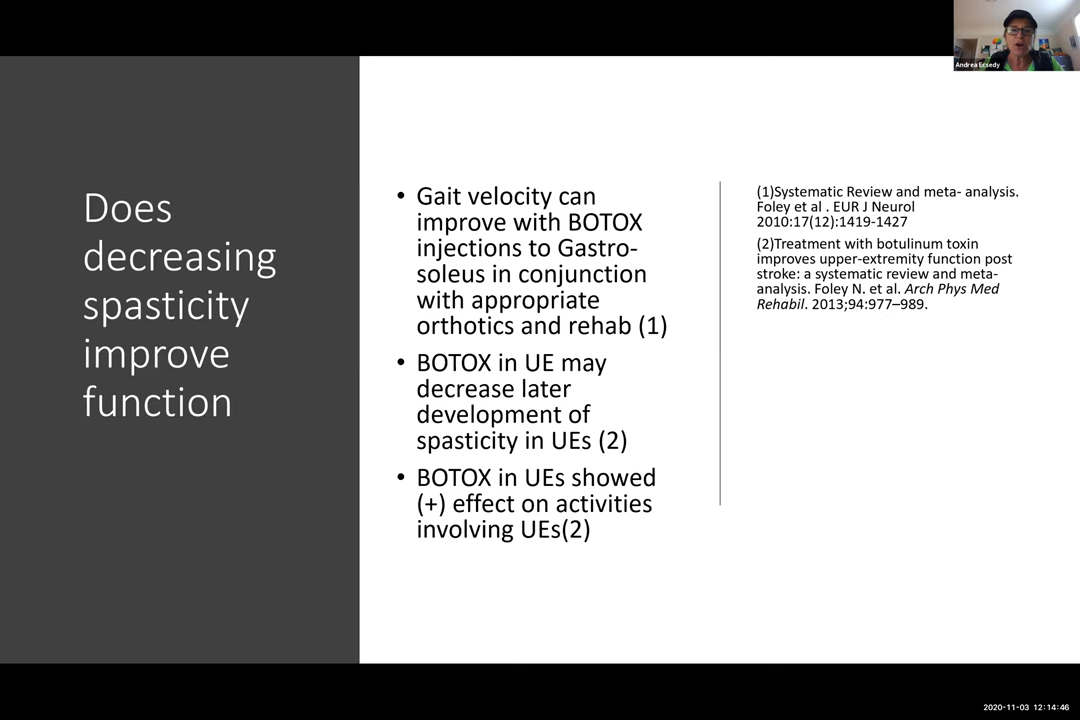 Andrea Ecsedy
Does
decreasing
spasticity
improve
function
• Gait velocity can
improve with BOTOX
injections to Gastro-
soleus in conjunction
with appropriate
orthotics and rehab (1)
• BOTOX in UE may
decrease later
development of
spasticity in UEs (2)
• BOTOX in UEs showed
(+) effect on activities
involving UEs(2)
(1)Systematic Review and meta- analysis.
Foley et al . EUR J Neurol
2010:17(12):1419-1427
(2)Treatment with botulinum toxin
improves upper-extremity function post
stroke: a systematic review and meta-
analysis. Foley N. et al. Arch Phys Med
Rehabil. 2013;94:977–989.
2020-11-03 12:14:46